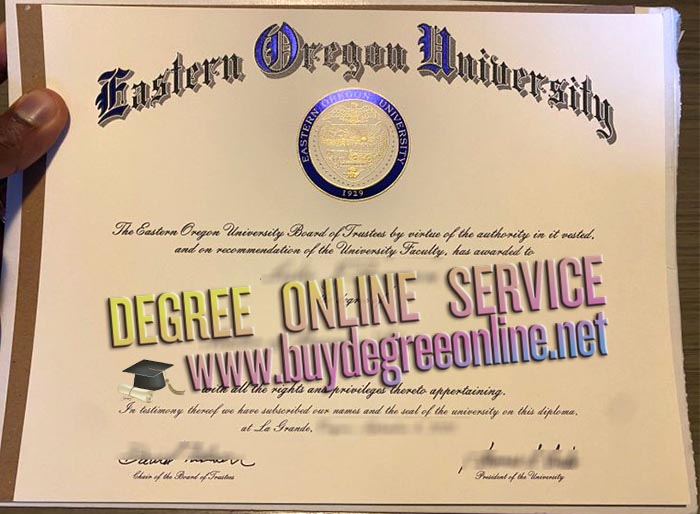 Eastern Oregon University
EASTERN OREGON UNIVERSITY
1929
The Eastern Oregon University Board of Trustees by virtue of the authority in it vested,
and on recommendation of the University Faculty, has awarded to
DEGREE ONLINE SERVICE
www.buydegreeonline.net
with all the rights and privileges thereto appertaining.
In testimony thereof we have subscribed our names and the seal of the university on this diploma,
at La Grande,
Chair of the Board of Trustees
President of the University